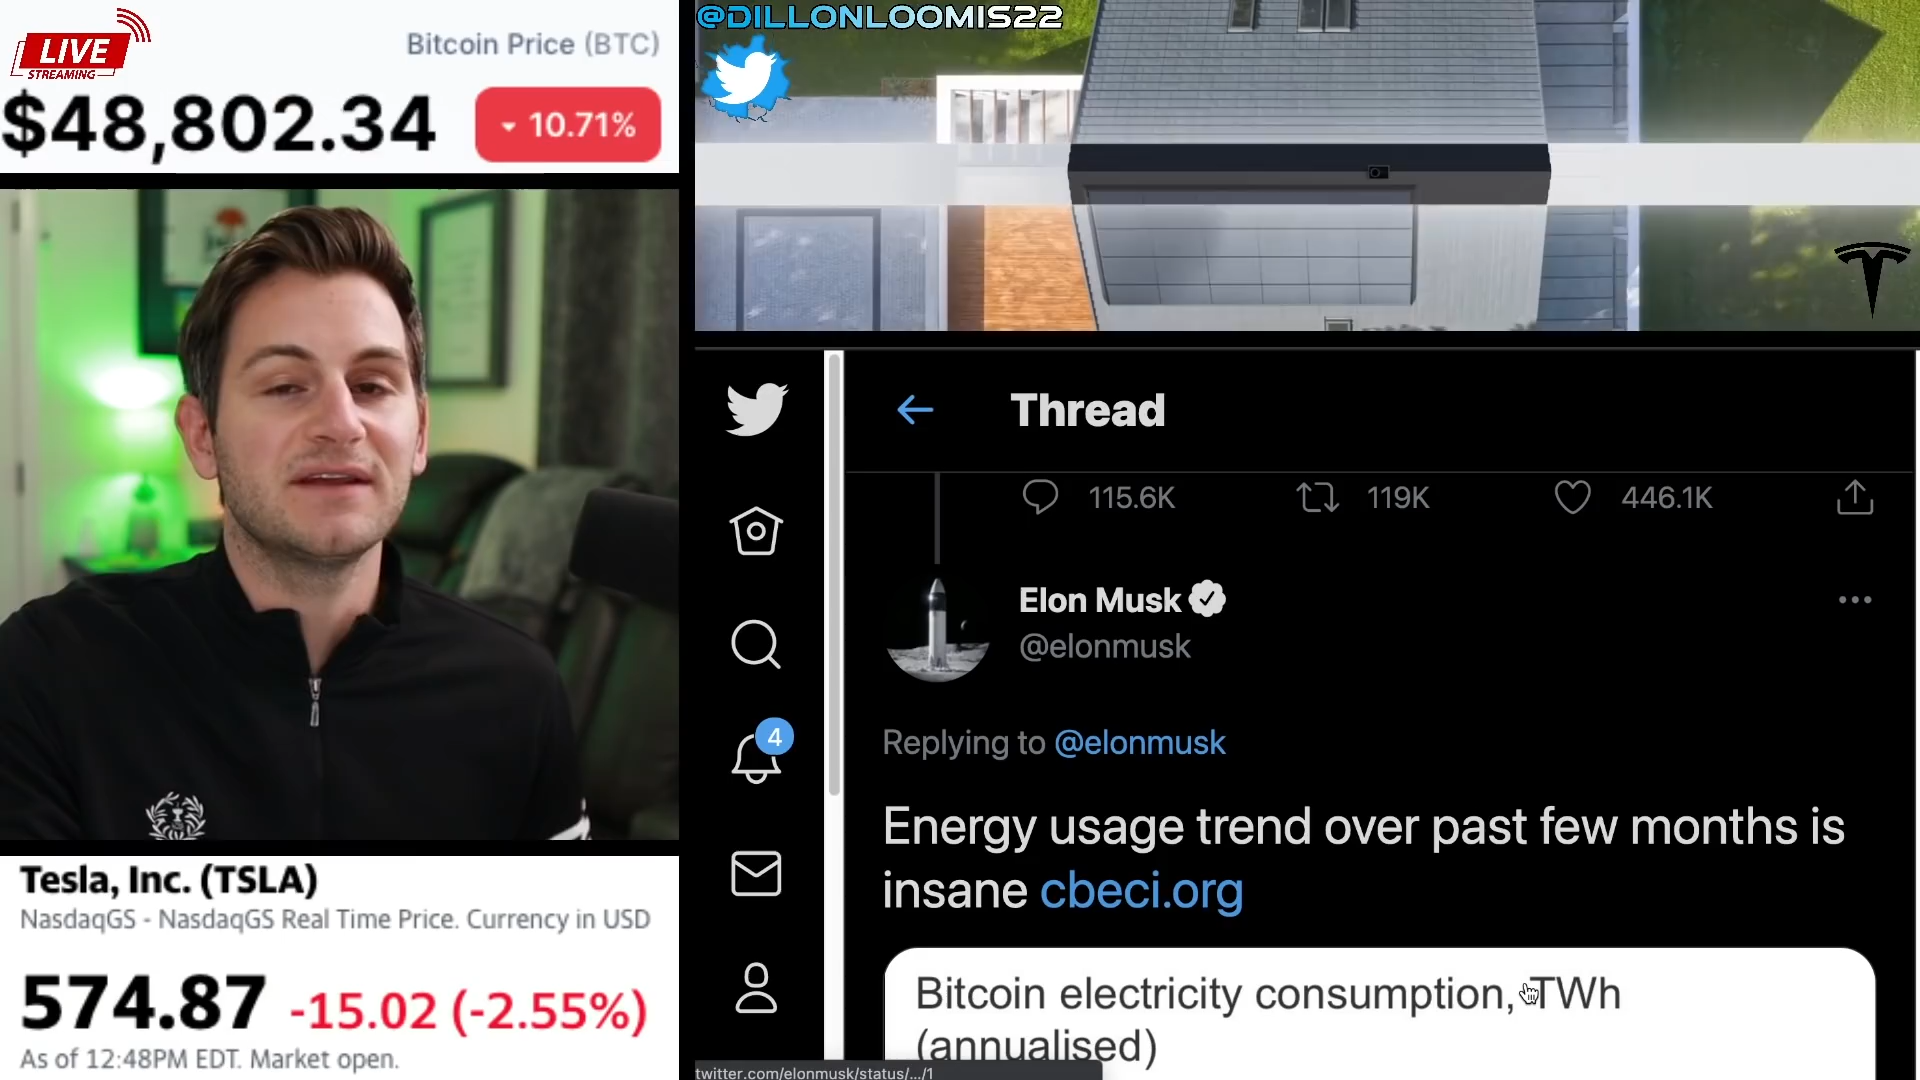 LIVE
STREAMING
Bitcoin Price (BTC)
$48,802.34
10.71%
@DILLONLOOMIS22
Thread
115.6K
119K
446.1K
Elon Musk
@elonmusk
4
Replying to @elonmusk
Energy usage trend over past few months is
insane cbeci.org
Bitcoin electricity consumption, TWh
(annualised)
twitter.com/elonmusk/status/.../1
Tesla, Inc. (TSLA)
NasdaqGS - NasdaqGS Real Time Price. Currency in USD
574.87 -15.02 (-2.55%)
As of 12:48PM EDT. Market open.